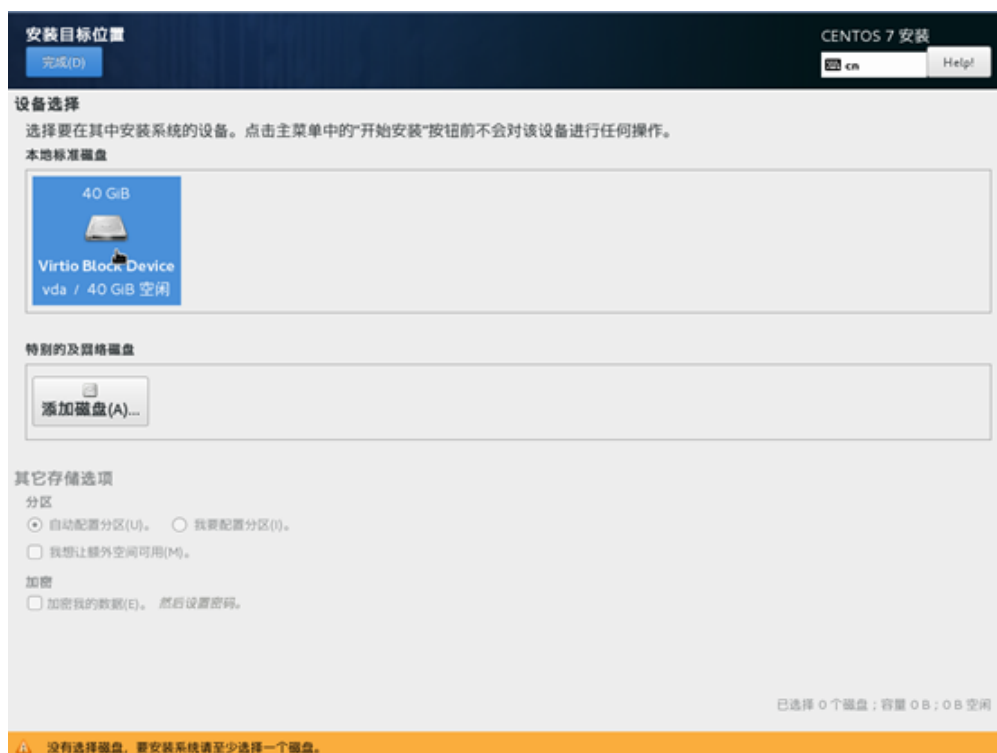 安装目标位置
CENTOS 7 安装
完成(D)
cn
Help!
设备选择
选择要在其中安装系统的设备。点击主菜单中的"开始安装"按钮前不会对该设备进行任何操作。
本地标准磁盘
40 GiB
Virtio Block Device
vda / 40 GiB 空闲
特别的及网络磁盘
添加磁盘(A)...
其它存储选项
分区
自动配置分区(U)。 我要配置分区(I)。
我想让额外空间可用(M)。
加密
加密我的数据(E)。 然后设置密码。
已选择 0 个磁盘；容量 0 B；0 B 空闲
没有选择磁盘，要安装系统请至少选择一个磁盘。